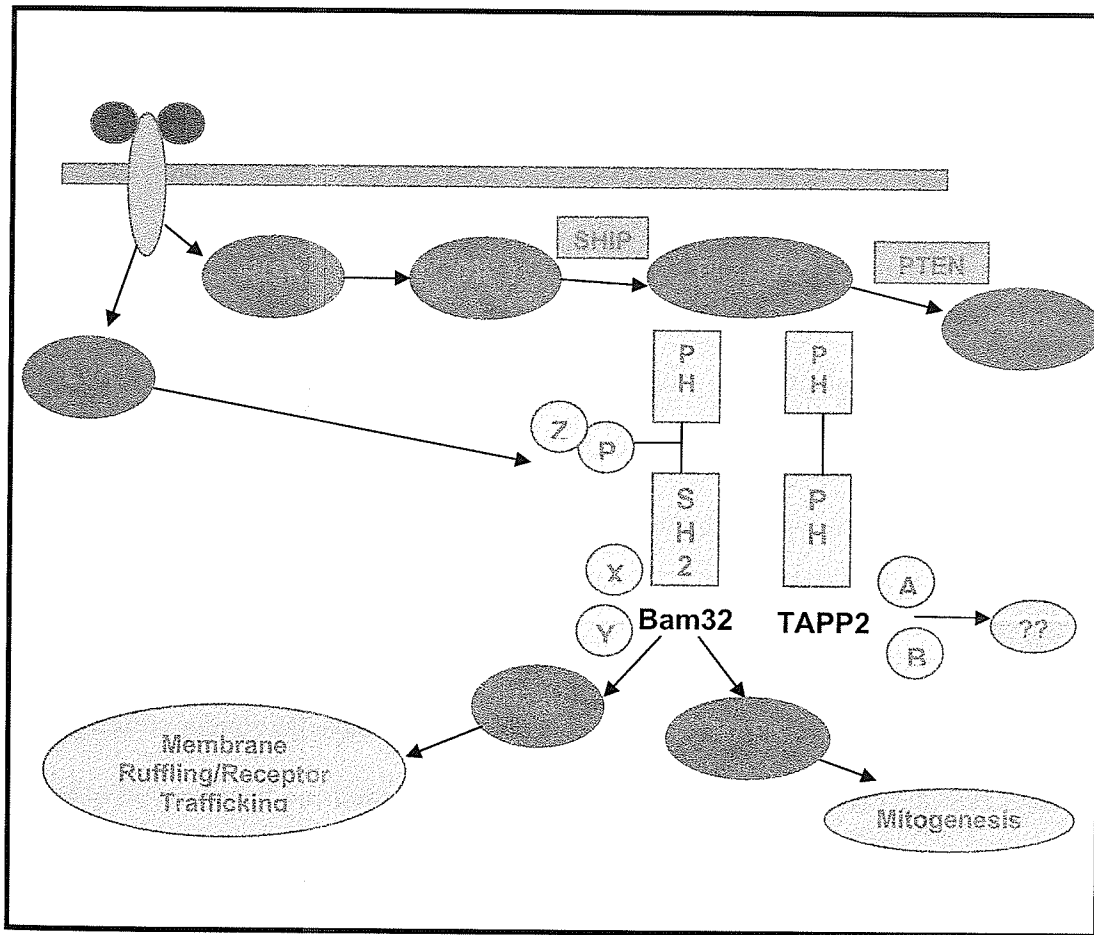 SHIP
PTEN
P
H
P
H
Z
P
S
H
2
P
H
X
Y
Bam32
TAPP2
A
B
??
Membrane
Ruffling/Receptor
Trafficking
Mitogenesis